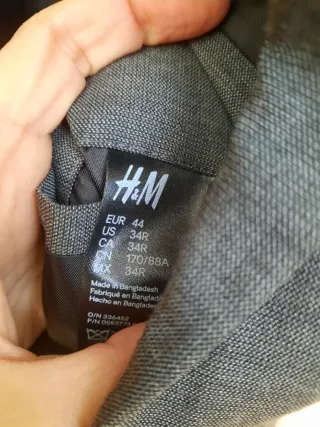 H&M
EUR 44
US 34R
CA 34R
CN 170/88A
MX 34R
Made in Bangladesh
Fabriqué en Bangladesh
Hecho en Bangladesh
O/N 336452
P/N